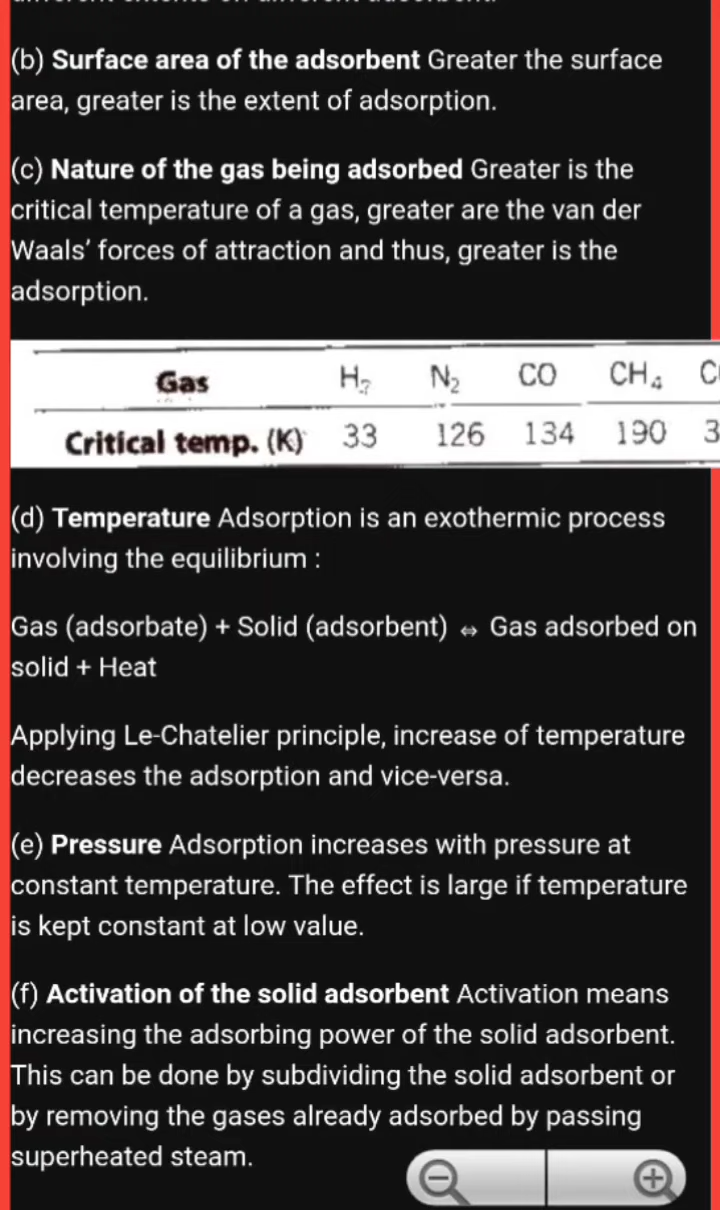 (b) Surface area of the adsorbent Greater the surface
area, greater is the extent of adsorption.
(c) Nature of the gas being adsorbed Greater is the
critical temperature of a gas, greater are the van der
Waals’ forces of attraction and thus, greater is the
adsorption.
Gas H₂ N₂ CO CH₄
Critical temp. (K) 33 126 134 190 3
(d) Temperature Adsorption is an exothermic process
involving the equilibrium :
Gas (adsorbate) + Solid (adsorbent) ⇔ Gas adsorbed on
solid + Heat
Applying Le-Chatelier principle, increase of temperature
decreases the adsorption and vice-versa.
(e) Pressure Adsorption increases with pressure at
constant temperature. The effect is large if temperature
is kept constant at low value.
(f) Activation of the solid adsorbent Activation means
increasing the adsorbing power of the solid adsorbent.
This can be done by subdividing the solid adsorbent or
by removing the gases already adsorbed by passing
superheated steam.